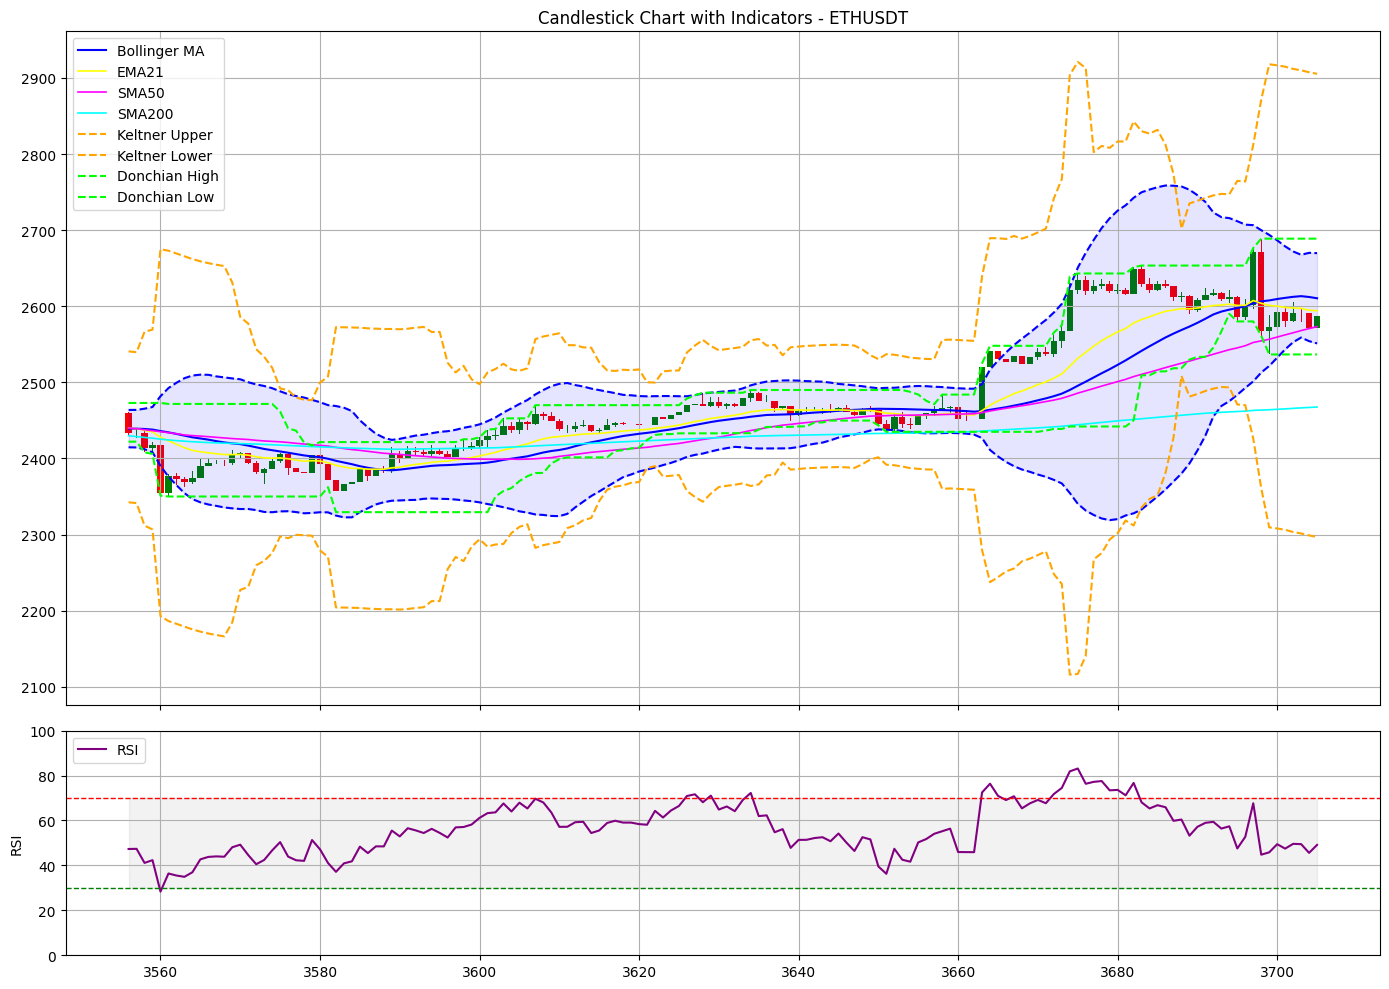 Candlestick Chart with Indicators - ETHUSDT
Bollinger MA
EMA21
SMA50
SMA200
Keltner Upper
Keltner Lower
Donchian High
Donchian Low
2900
2800
2700
2600
2500
2400
2300
2200
2100
RSI
100
80
60
40
20
0
RSI
3560
3580
3600
3620
3640
3660
3680
3700